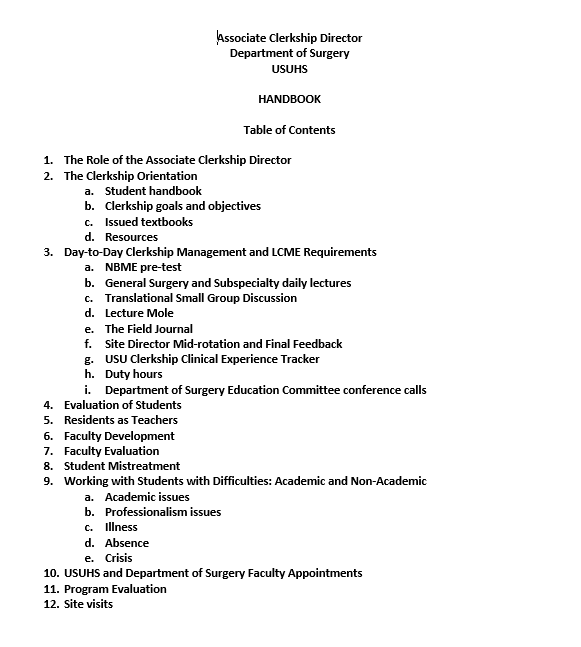 Associate Clerkship Director
Department of Surgery
USUHS
HANDBOOK
Table of Contents
1. The Role of the Associate Clerkship Director
2. The Clerkship Orientation
a. Student handbook
b. Clerkship goals and objectives
c. Issued textbooks
d. Resources
3. Day-to-Day Clerkship Management and LCME Requirements
a. NBME pre-test
b. General Surgery and Subspecialty daily lectures
c. Translational Small Group Discussion
d. Lecture Mole
e. The Field Journal
f. Site Director Mid-rotation and Final Feedback
g. USU Clerkship Clinical Experience Tracker
h. Duty hours
i. Department of Surgery Education Committee conference calls
4. Evaluation of Students
5. Residents as Teachers
6. Faculty Development
7. Faculty Evaluation
8. Student Mistreatment
9. Working with Students with Difficulties: Academic and Non-Academic
a. Academic issues
b. Professionalism issues
c. Illness
d. Absence
e. Crisis
10. USUHS and Department of Surgery Faculty Appointments
11. Program Evaluation
12. Site visits